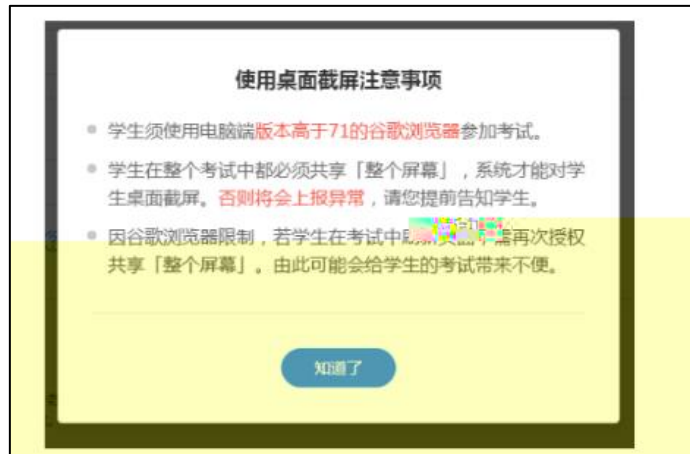 使用桌面截屏注意事项
学生须使用电脑端版本高于71的谷歌浏览器参加考试。
学生在整个考试中都必须共享「整个屏幕」，系统才能对学
生桌面截屏。否则将会上报异常，请您提前告知学生。
因谷歌浏览器限制，若学生在考试中 需再次授权
共享「整个屏幕」。由此可能会给学生的考试带来不便。
知道了